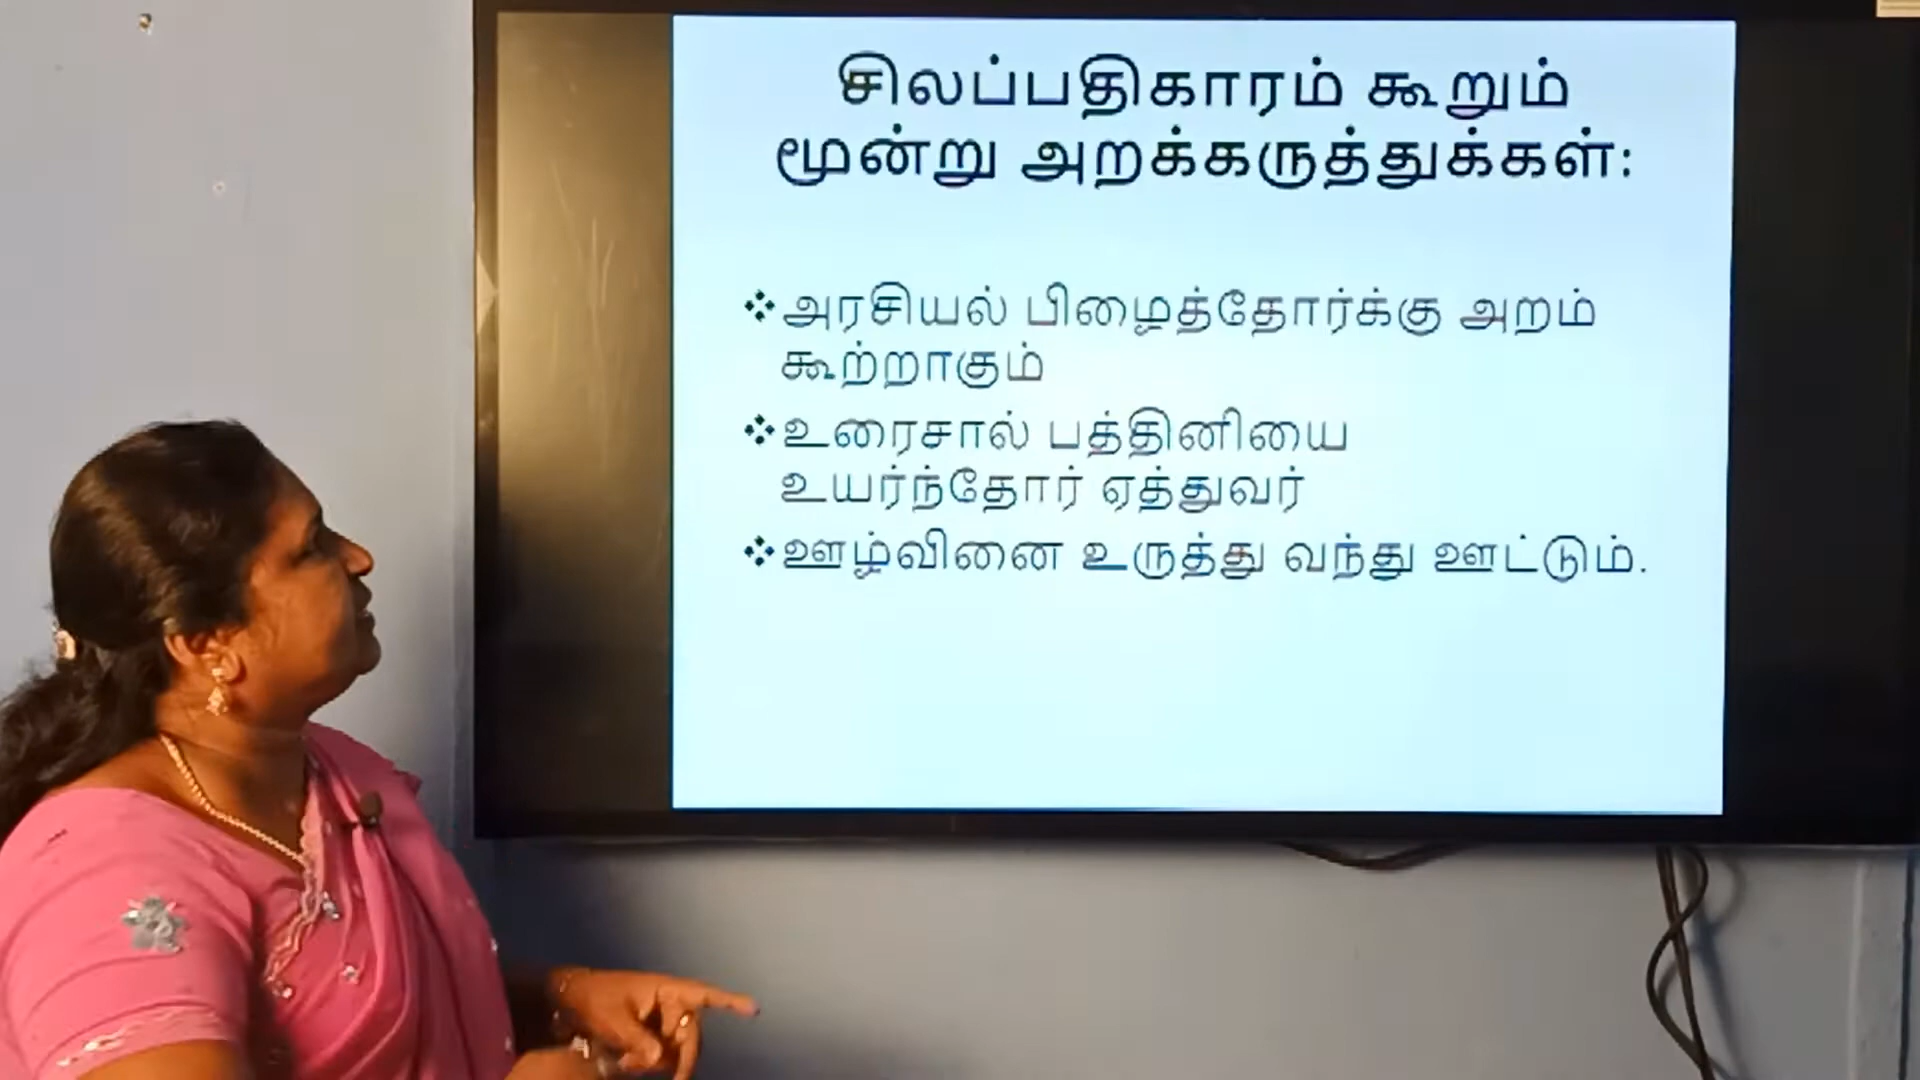 சிலப்பதிகாரம் கூறும்
மூன்று அறக்கருத்துக்கள்:
❖அரசியல் பிழைத்தோர்க்கு அறம்
கூற்றாகும்
❖உரைசால் பத்தினியை
உயர்ந்தோர் ஏத்துவர்
❖ஊழ்வினை உருத்து வந்து ஊட்டும்.